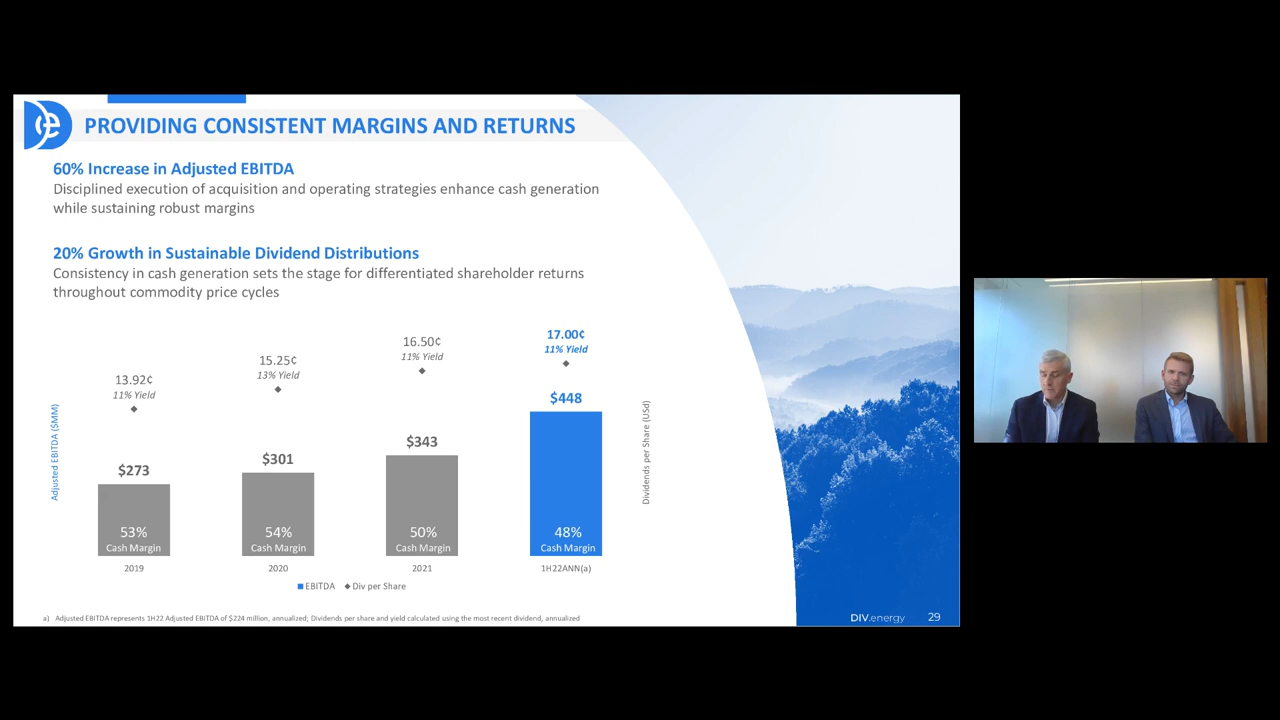 PROVIDING CONSISTENT MARGINS AND RETURNS
60% Increase in Adjusted EBITDA
Disciplined execution of acquisition and operating strategies enhance cash generation
while sustaining robust margins
20% Growth in Sustainable Dividend Distributions
Consistency in cash generation sets the stage for differentiated shareholder returns
throughout commodity price cycles
Adjusted EBITDA ($MM)
13.92¢
11% Yield
$273
53%
Cash Margin
2019
15.25¢
13% Yield
$301
54%
Cash Margin
2020
16.50¢
11% Yield
$343
50%
Cash Margin
2021
17.00¢
11% Yield
$448
48%
Cash Margin
1H22ANN(a)
Dividends per Share (USd)
EBITDA
Div per Share
a) Adjusted EBITDA represents 1H22 Adjusted EBITDA of $224 million, annualized; Dividends per share and yield calculated using the most recent dividend, annualized
DIV.energy
29